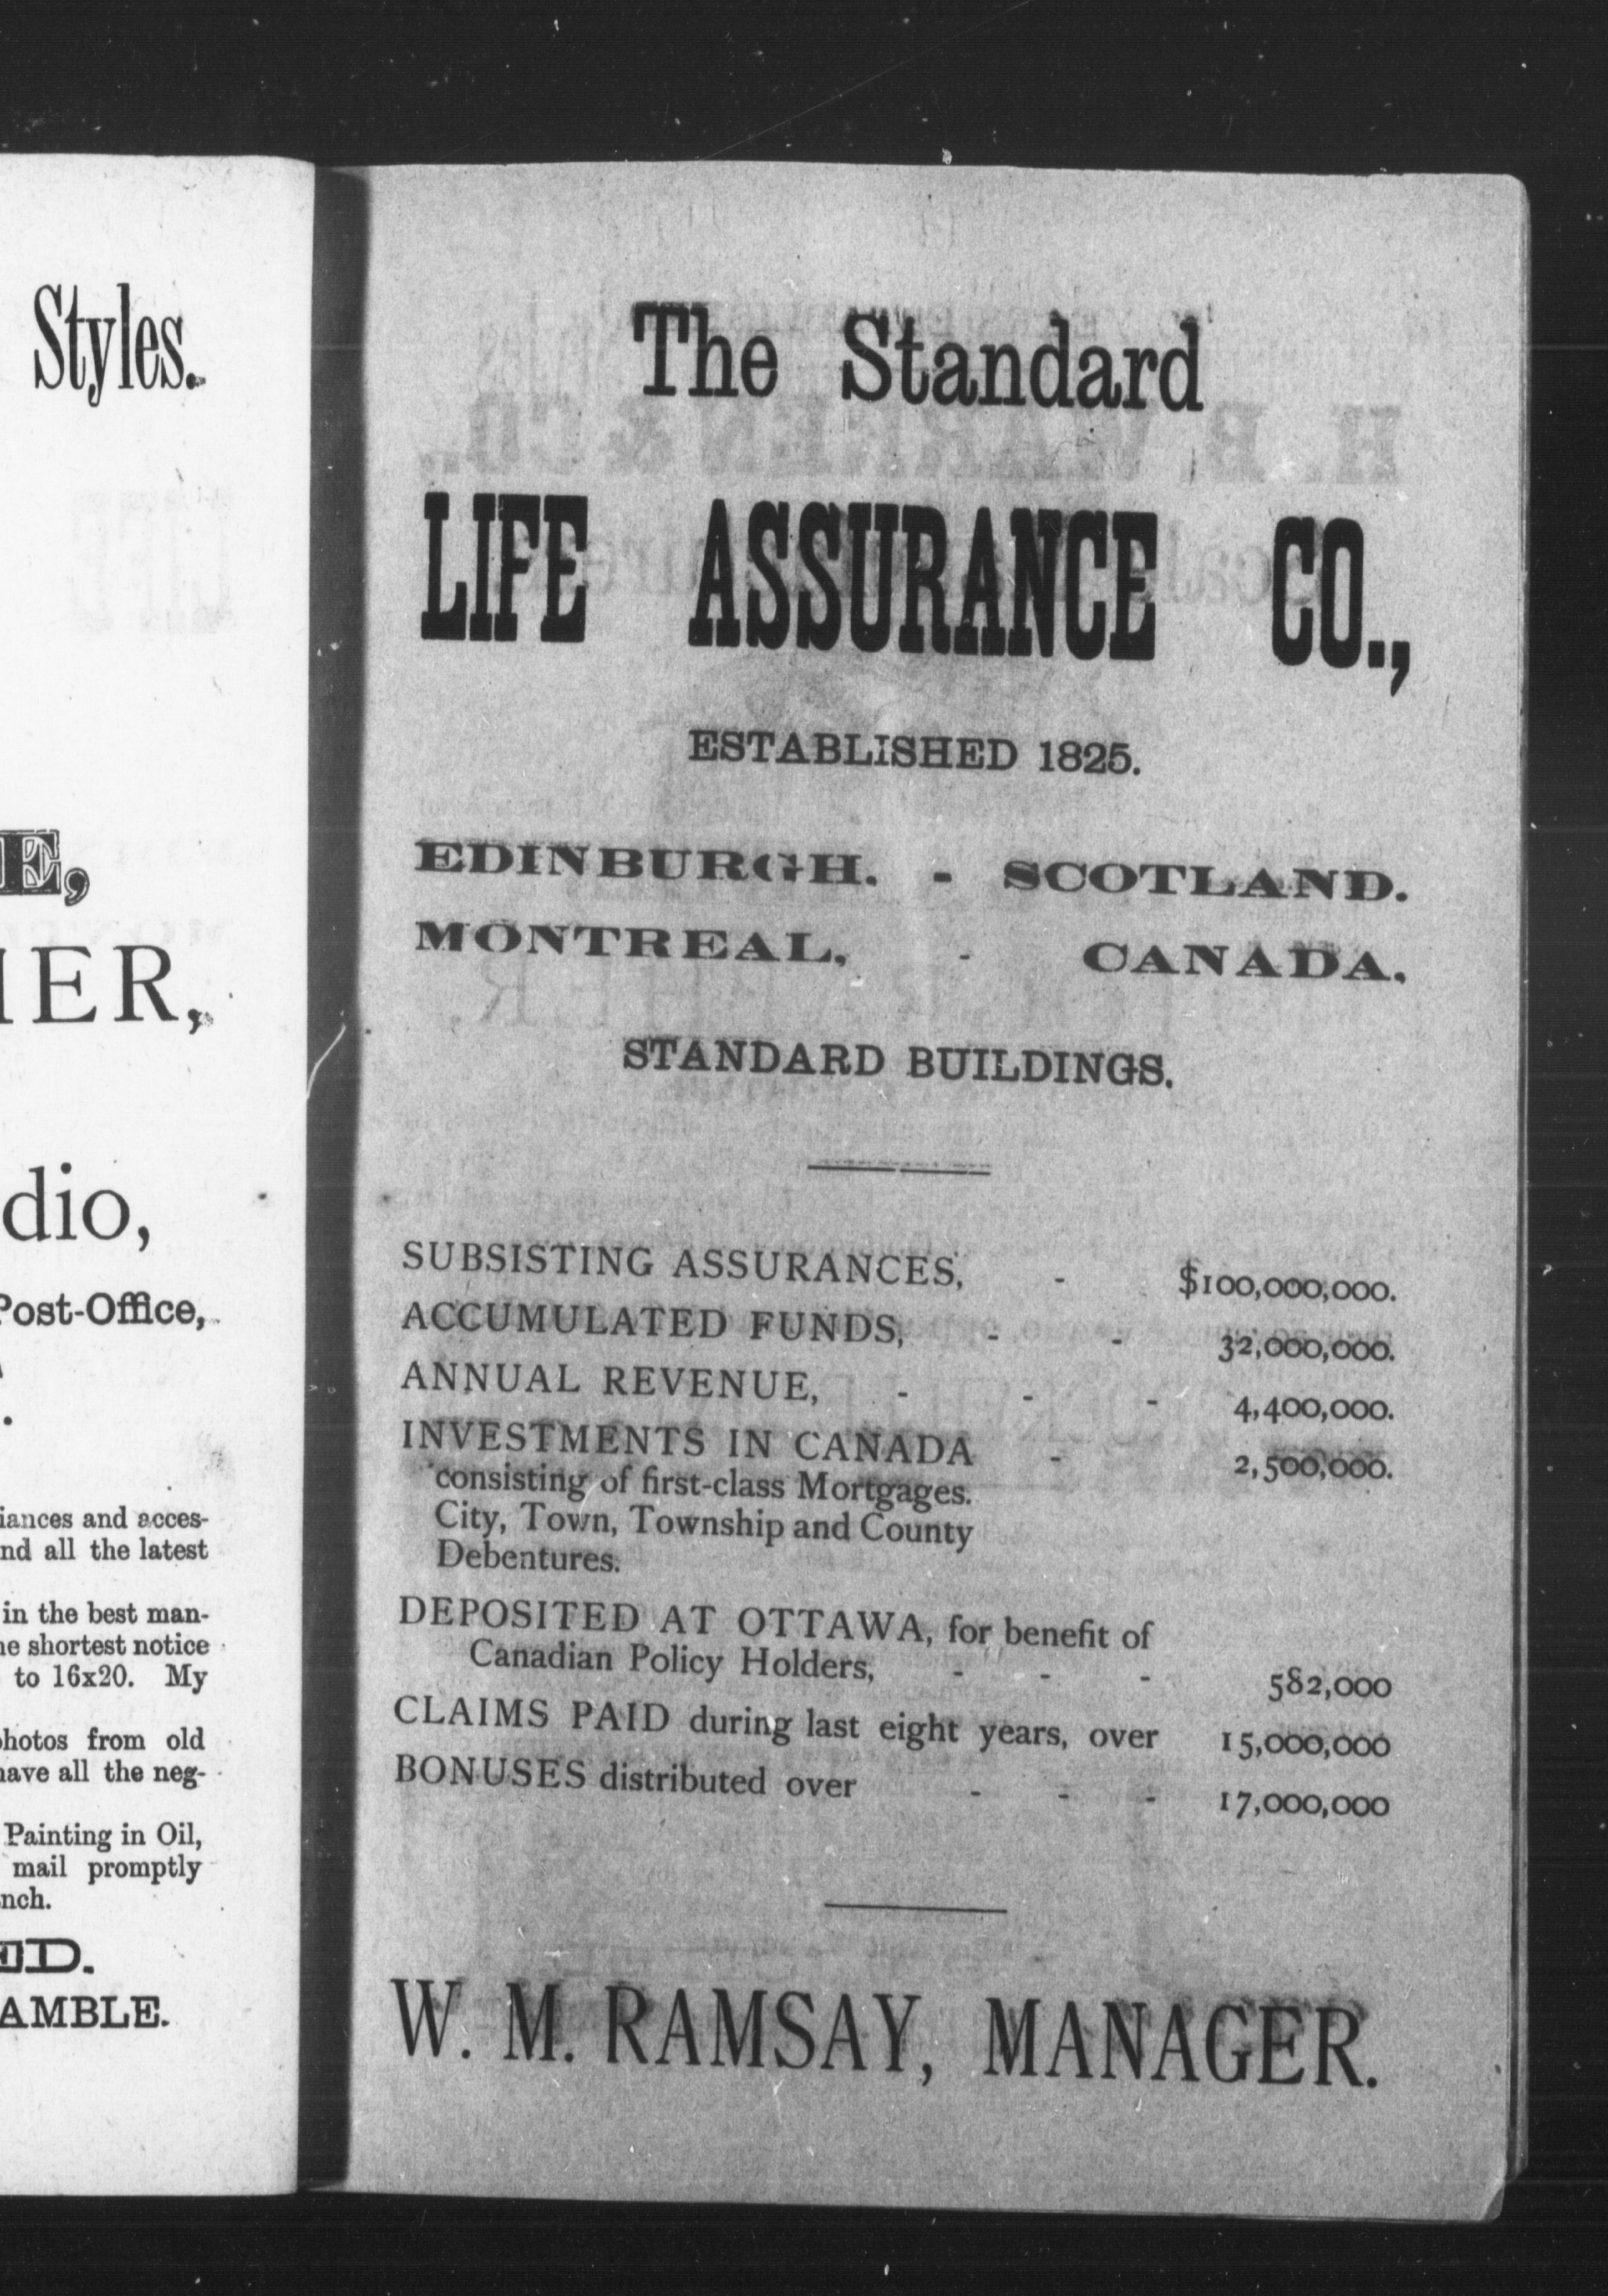 Styles.
E,
IER,
dio,
Post-Office,
iances and acces-
nd all the latest
in the best man-
ne shortest notice
to 16x20. My
photos from old
have all the neg-
Painting in Oil,
mail promptly
nch.
ED.
AMBLE.
The Standard
LIFE ASSURANCE CO.,
ESTABLISHED 1825.
EDINBURGH. - SCOTLAND.
MONTREAL, - CANADA,
STANDARD BUILDINGS.
SUBSISTING ASSURANCES, - $100,000,000.
ACCUMULATED FUNDS, - - 32,000,000.
ANNUAL REVENUE, - - - 4,400,000.
INVESTMENTS IN CANADA - 2,500,000.
consisting of first-class Mortgages.
City, Town, Township and County
Debentures.
DEPOSITED AT OTTAWA, for benefit of
Canadian Policy Holders, - - - 582,000
CLAIMS PAID during last eight years, over 15,000,000
BONUSES distributed over - - - 17,000,000
W. M. RAMSAY, MANAGER.